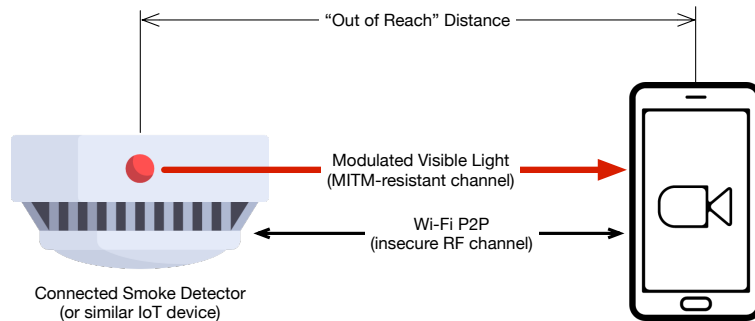 “Out of Reach” Distance
Modulated Visible Light
(MITM-resistant channel)
Wi-Fi P2P
(insecure RF channel)
Connected Smoke Detector
(or similar IoT device)